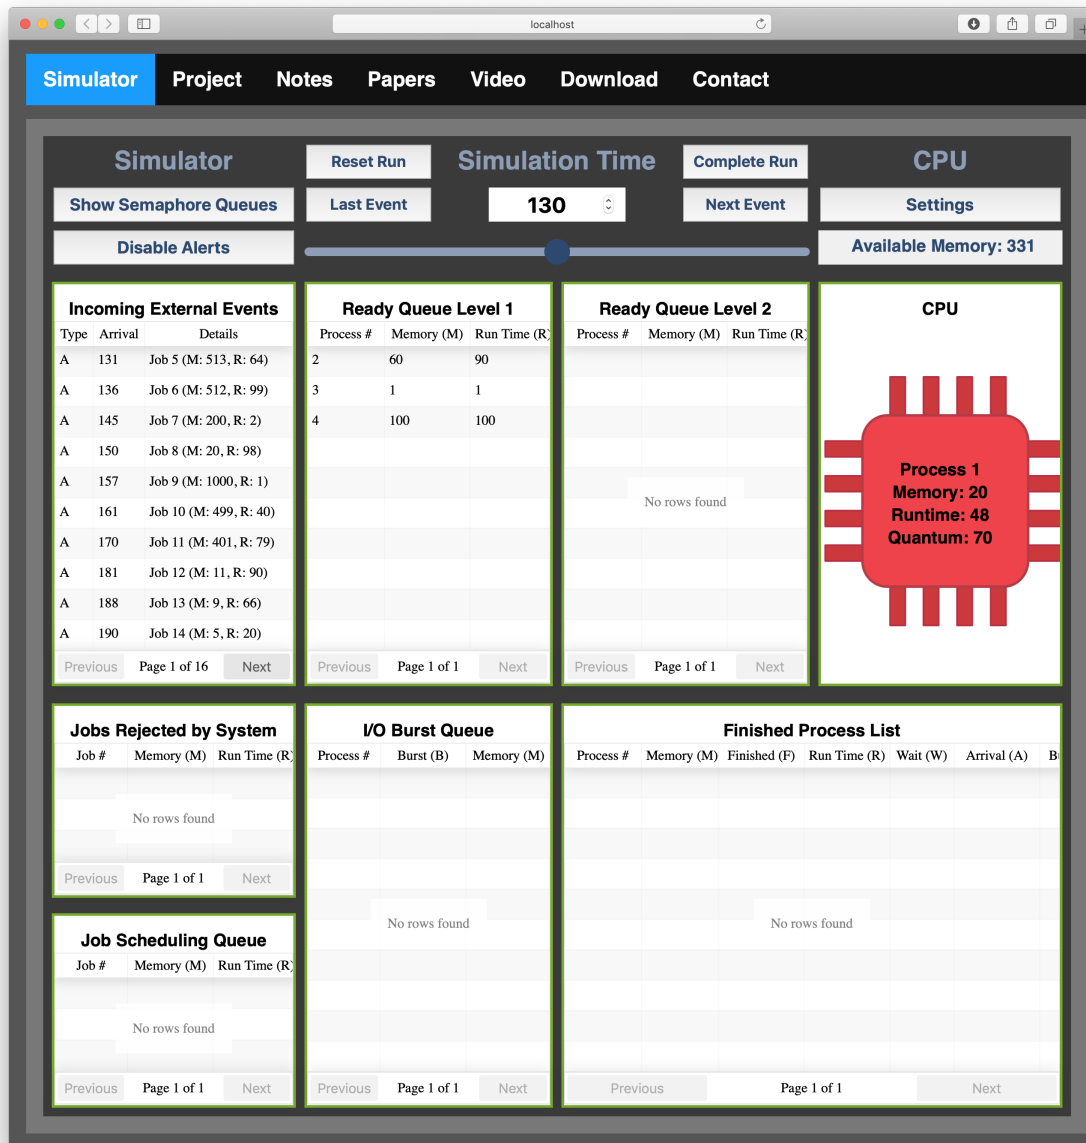 localhost
Simulator Project Notes Papers Video Download Contact
Simulator
Reset Run
Simulation Time
Complete Run
CPU
Show Semaphore Queues
Last Event
130
Next Event
Settings
Disable Alerts
Available Memory: 331
Incoming External Events
Type Arrival Details
A 131 Job 5 (M: 513, R: 64)
A 136 Job 6 (M: 512, R: 99)
A 145 Job 7 (M: 200, R: 2)
A 150 Job 8 (M: 20, R: 98)
A 157 Job 9 (M: 1000, R: 1)
A 161 Job 10 (M: 499, R: 40)
A 170 Job 11 (M: 401, R: 79)
A 181 Job 12 (M: 11, R: 90)
A 188 Job 13 (M: 9, R: 66)
A 190 Job 14 (M: 5, R: 20)
Previous Page 1 of 16 Next
Ready Queue Level 1
Process # Memory (M) Run Time (R)
2 60 90
3 1 1
4 100 100
Previous Page 1 of 1 Next
Ready Queue Level 2
Process # Memory (M) Run Time (R)
No rows found
Previous Page 1 of 1 Next
CPU
Process 1
Memory: 20
Runtime: 48
Quantum: 70
Jobs Rejected by System
Job # Memory (M) Run Time (R)
No rows found
Previous Page 1 of 1 Next
Job Scheduling Queue
Job # Memory (M) Run Time (R)
No rows found
Previous Page 1 of 1 Next
I/O Burst Queue
Process # Burst (B) Memory (M)
No rows found
Previous Page 1 of 1 Next
Finished Process List
Process # Memory (M) Finished (F) Run Time (R) Wait (W) Arrival (A)
No rows found
Previous Page 1 of 1 Next